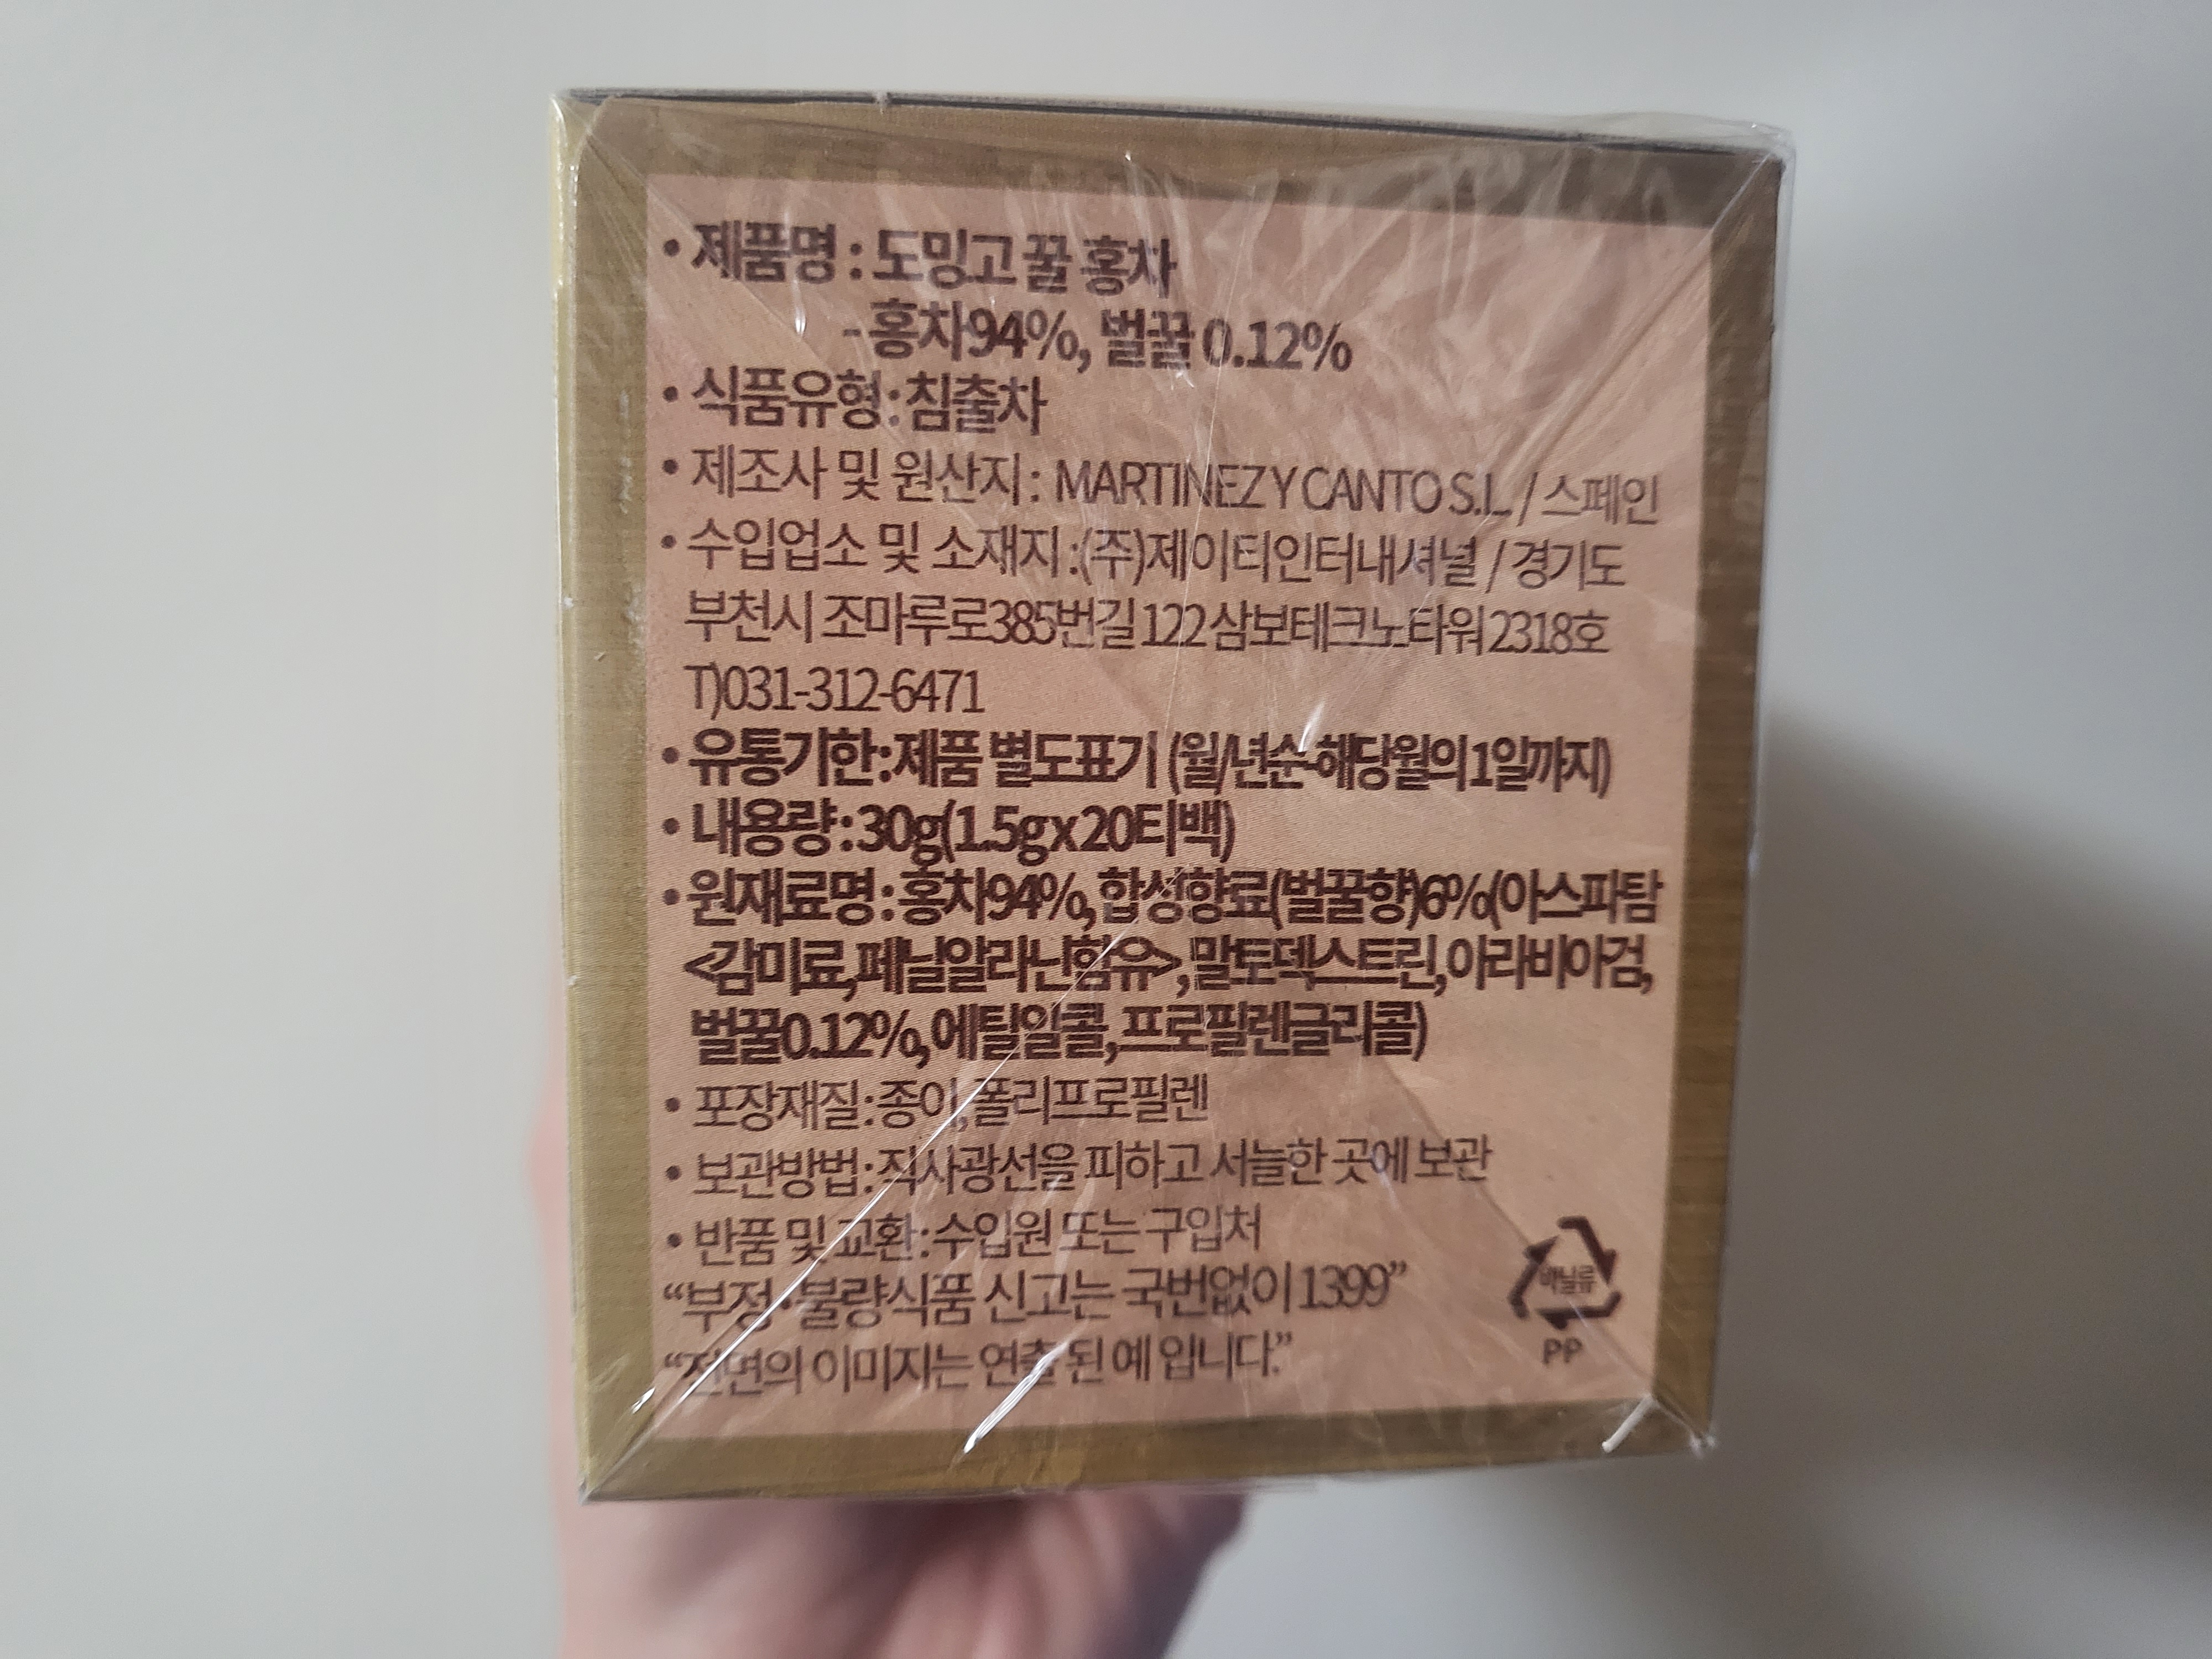 • 제품명 : 도밍고 꿀 홍차
- 홍차94%, 벌꿀 0.12%
• 식품유형 : 침출차
• 제조사 및 원산지 : MARTINEZ Y CANTO S.L. / 스페인
• 수입업소 및 소재지 :(주)제이티인터내셔널 / 경기도
부천시 조마루로385번길 122 삼보테크노타워 2318호
T)031-312-6471
• 유통기한 : 제품 별도표기 (월/년순-해당월의 1일까지)
• 내용량 : 30g(1.5g x 20티백)
• 원재료명 : 홍차94%, 합성향료(벌꿀향)6%(아스파탐
<감미료,페닐알라닌함유>, 말토덱스트린, 아라비아검,
벌꿀0.12%, 에틸알콜, 프로필렌글리콜)
• 포장재질 : 종이, 폴리프로필렌
• 보관방법 : 직사광선을 피하고 서늘한 곳에 보관
• 반품 및 교환 : 수입원 또는 구입처
“부정·불량식품 신고는 국번없이 1399”
“전면의 이미지는 연출 된 예 입니다.”
비닐류
PP